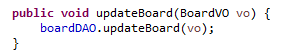 public void updateBoard(BoardVO vo) {
    boardDAO.updateBoard(vo);
}